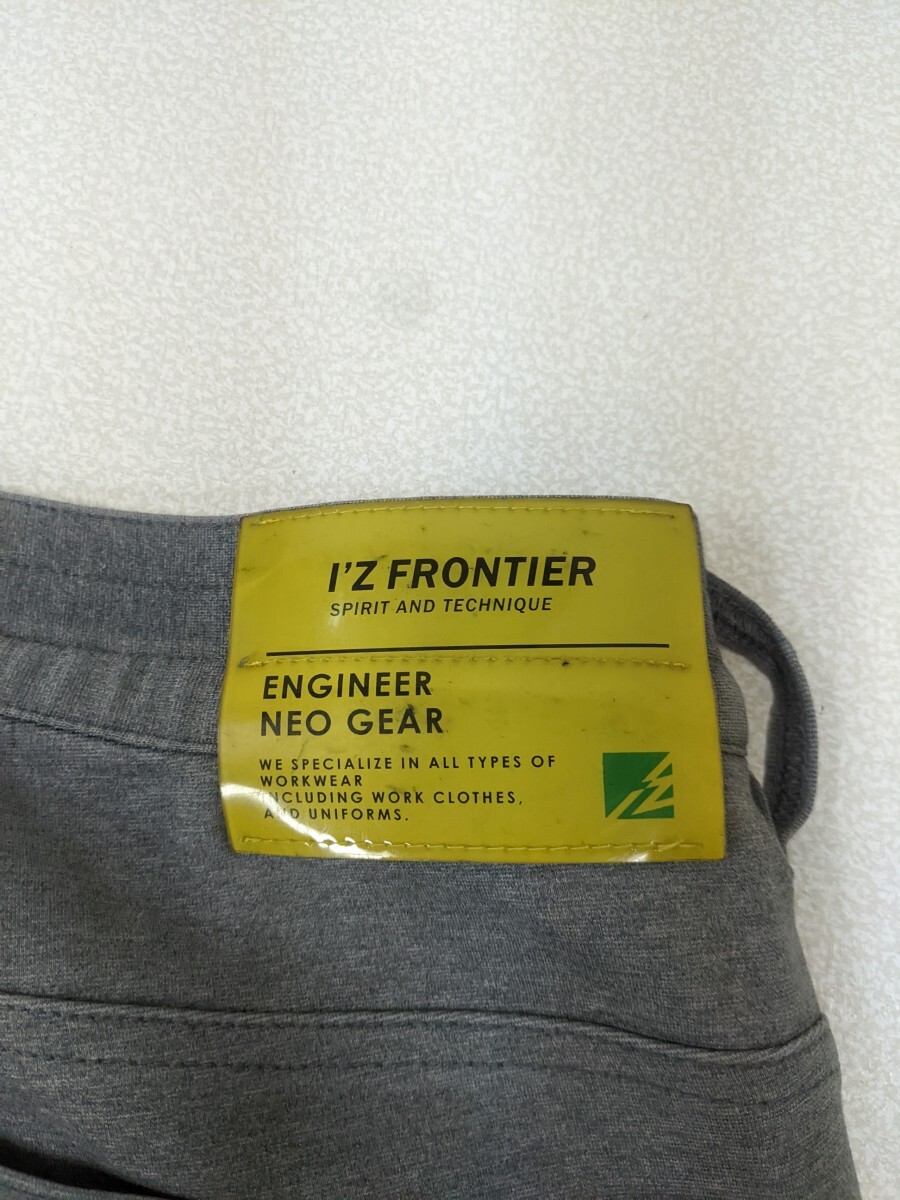 I'Z FRONTIER
SPIRIT AND TECHNIQUE
ENGINEER
NEO GEAR
WE SPECIALIZE IN ALL TYPES OF
WORKWEAR
INCLUDING WORK CLOTHES,
AND UNIFORMS.